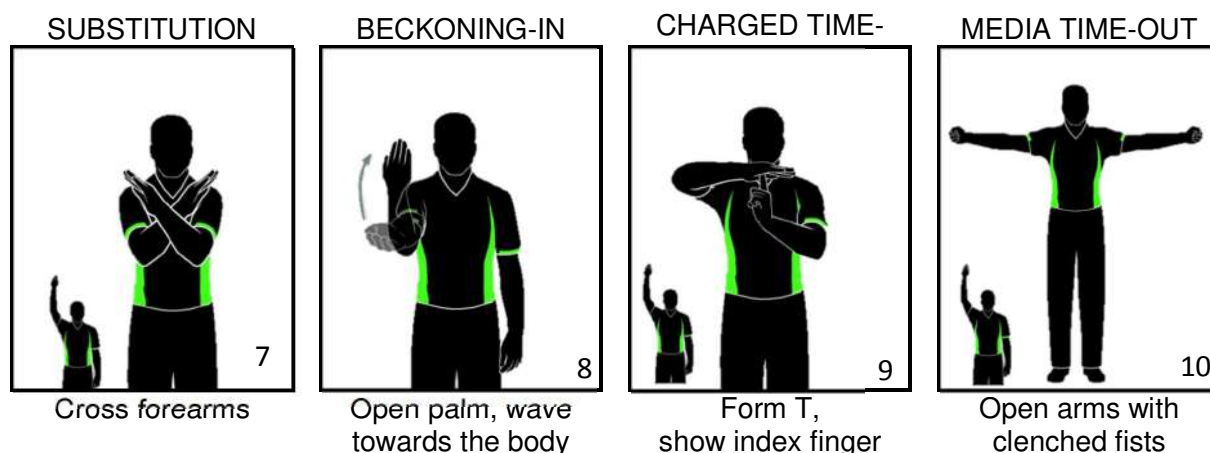 SUBSTITUTION
BECKONING-IN
CHARGED TIME-
MEDIA TIME-OUT
7
8
9
10
Cross forearms
Open palm, wave
towards the body
Form T,
show index finger
Open arms with
clenched fists